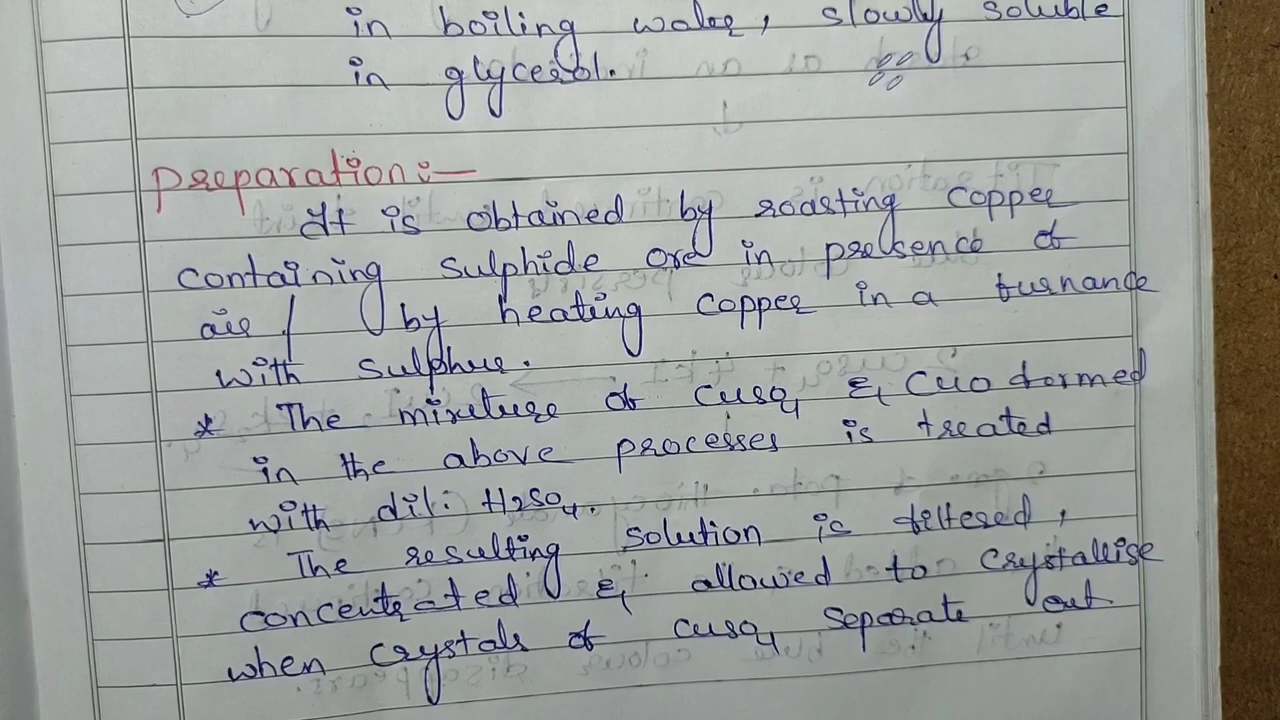 in boiling water, slowly soluble
in glycerol.
Preparation:-
It is obtained by roasting copper
containing sulphide ore in presence of
air / by heating copper in a furnance
with sulphur.
* The mixture of CuSO4 & CuO formed
in the above processes is treated
with dil: H2SO4.
* The resulting solution is filtered,
concentrated & allowed to crystallise
when crystals of CuSO4 separate out